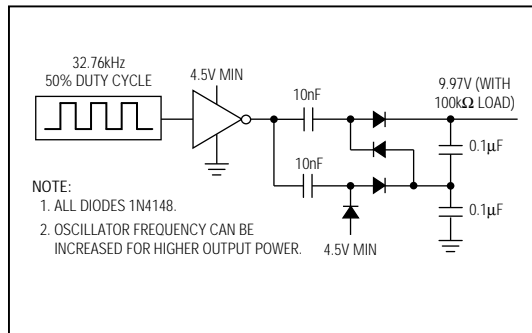 32.76kHz
50% DUTY CYCLE
4.5V MIN
10nF
9.97V (WITH
100kΩ LOAD)
0.1µF
10nF
0.1µF
4.5V MIN
NOTE:
1. ALL DIODES 1N4148.
2. OSCILLATOR FREQUENCY CAN BE
INCREASED FOR HIGHER OUTPUT POWER.